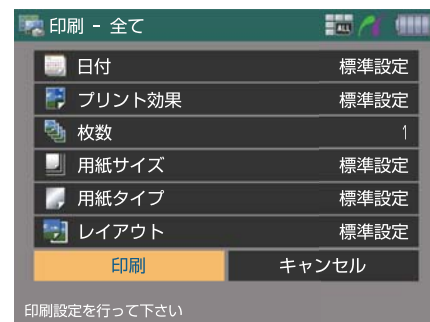 印刷 - 全て
ALL
日付 標準設定
プリント効果 標準設定
枚数 1
用紙サイズ 標準設定
用紙タイプ 標準設定
レイアウト 標準設定
印刷 キャンセル
印刷設定を行って下さい